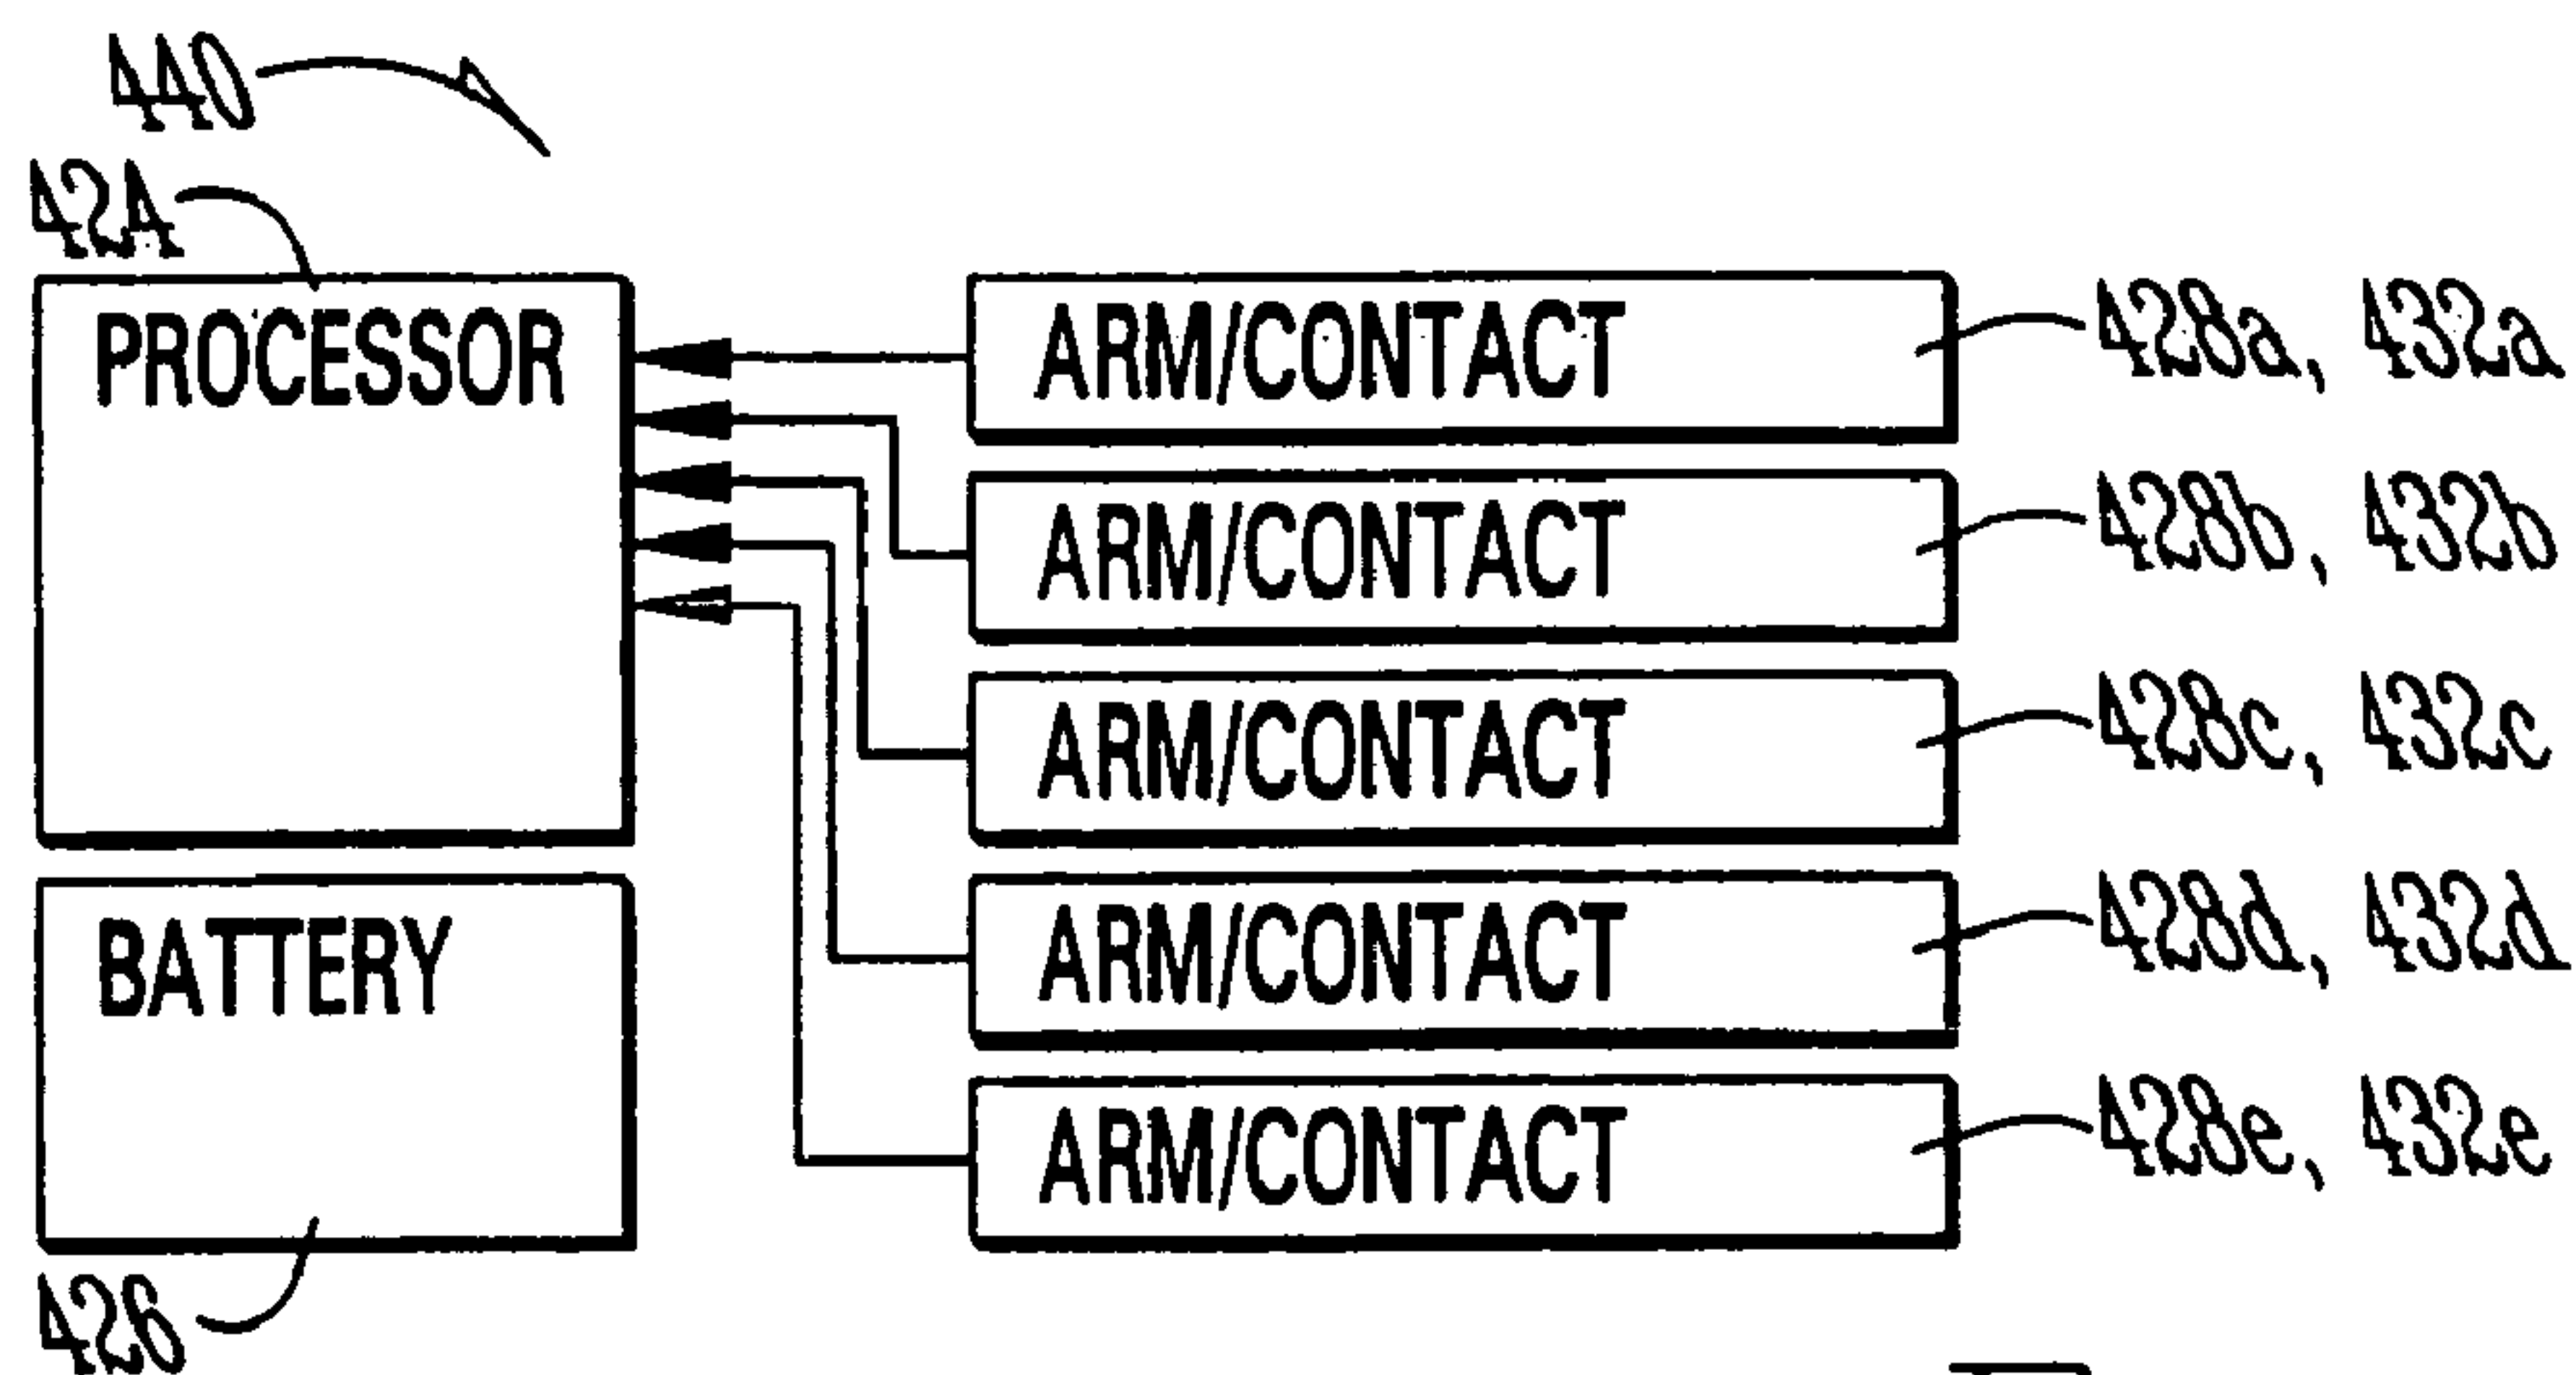 440
424
PROCESSOR
ARM/CONTACT 428a, 432a
ARM/CONTACT 428b, 432b
ARM/CONTACT 428c, 432c
ARM/CONTACT 428d, 432d
BATTERY
ARM/CONTACT 428e, 432e
426